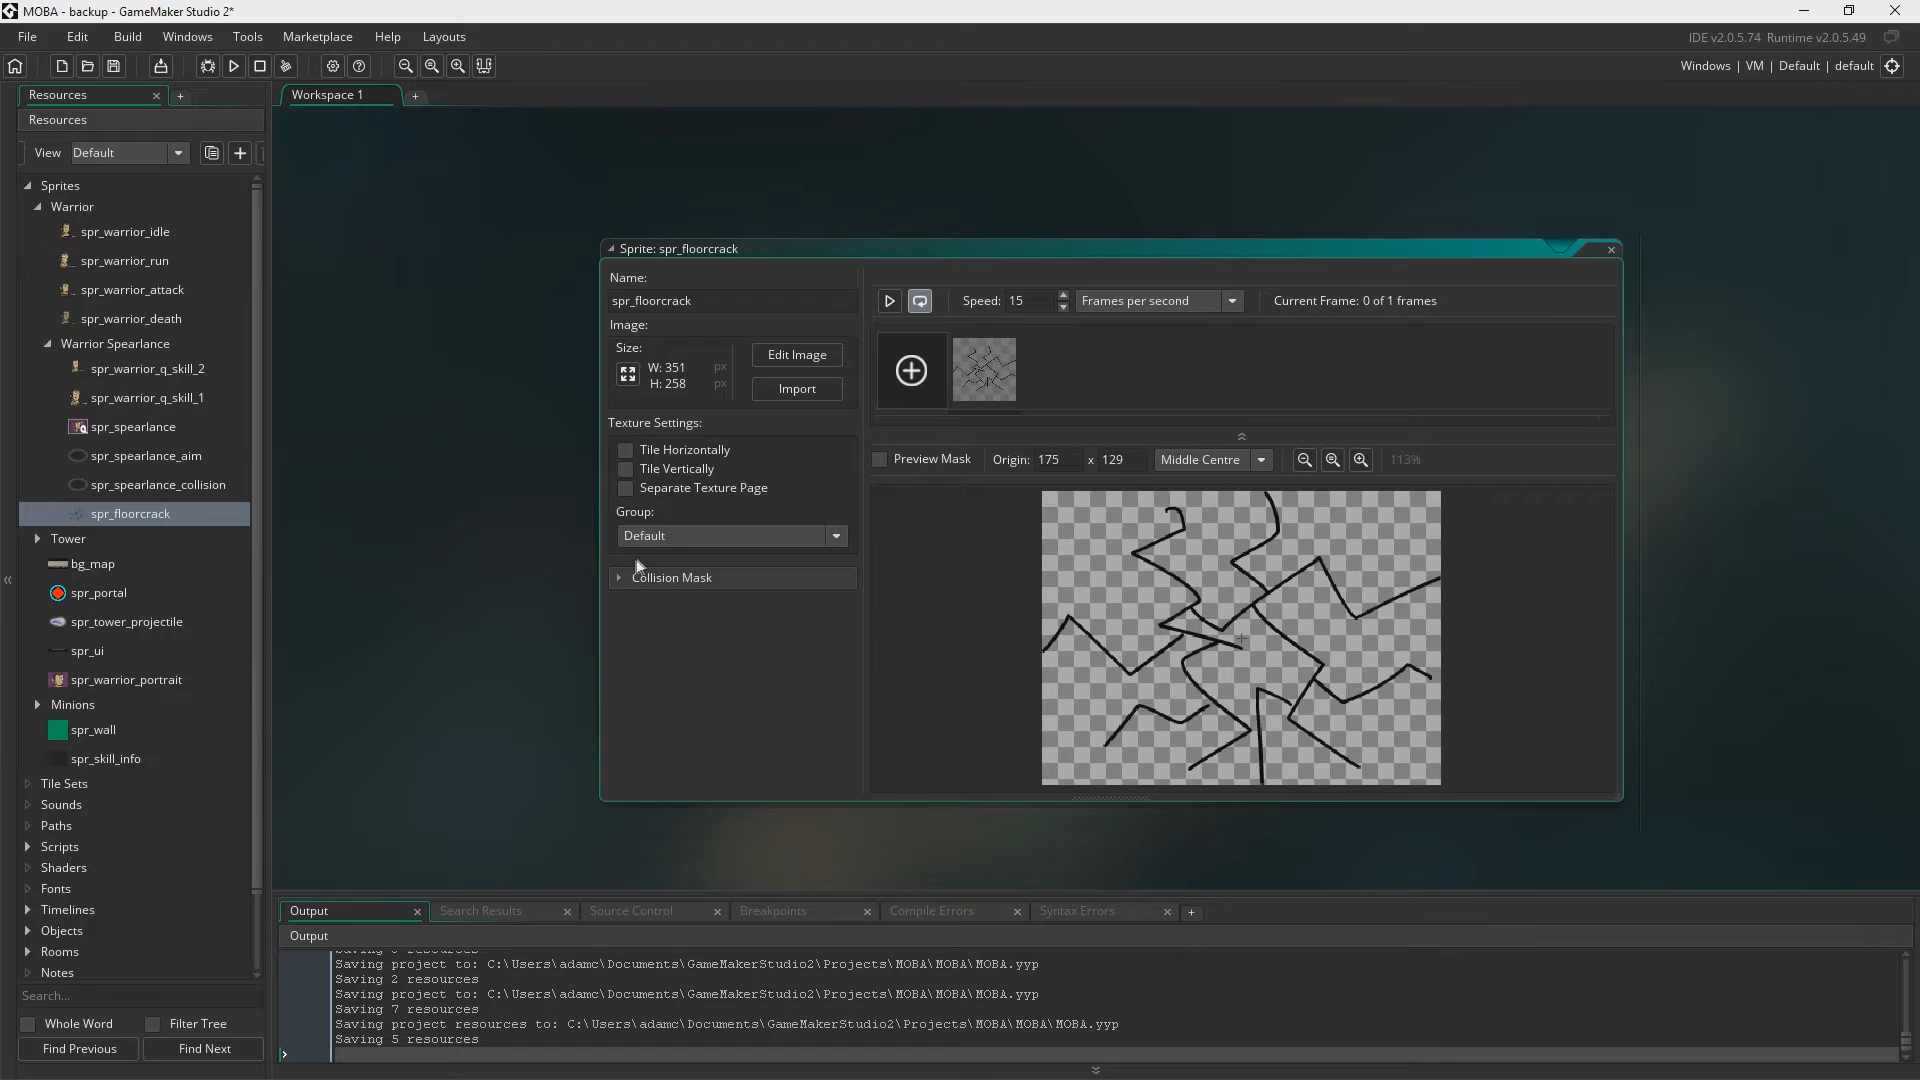 MOBA - backup - GameMaker Studio 2*
File Edit Build Windows Tools Marketplace Help Layouts
IDE v2.0.5.74 Runtime v2.0.5.49
Windows | VM | Default | default
Resources
Workspace 1
Resources
View Default
Sprites
Warrior
spr_warrior_idle
spr_warrior_run
spr_warrior_attack
spr_warrior_death
Warrior Spearlance
spr_warrior_q_skill_2
spr_warrior_q_skill_1
spr_spearlance
spr_spearlance_aim
spr_spearlance_collision
spr_floorcrack
Tower
bg_map
spr_portal
spr_tower_projectile
spr_ui
spr_warrior_portrait
Minions
spr_wall
spr_skill_info
Tile Sets
Sounds
Paths
Scripts
Shaders
Fonts
Timelines
Objects
Rooms
Notes
Search...
Whole Word Filter Tree
Find Previous Find Next
Sprite: spr_floorcrack
Name:
spr_floorcrack
Image:
Size:
W: 351 px
H: 258 px
Edit Image
Import
Texture Settings:
Tile Horizontally
Tile Vertically
Separate Texture Page
Group:
Default
Collision Mask
Speed: 15 Frames per second Current Frame: 0 of 1 frames
Preview Mask Origin: 175 x 129 Middle Centre 113%
Output Search Results Source Control Breakpoints Compile Errors Syntax Errors
Output
Saving project to: C:\Users\adamc\Documents\GameMakerStudio2\Projects\MOBA\MOBA\MOBA.yyp
Saving 2 resources
Saving project to: C:\Users\adamc\Documents\GameMakerStudio2\Projects\MOBA\MOBA\MOBA.yyp
Saving 7 resources
Saving project resources to: C:\Users\adamc\Documents\GameMakerStudio2\Projects\MOBA\MOBA\MOBA.yyp
Saving 5 resources